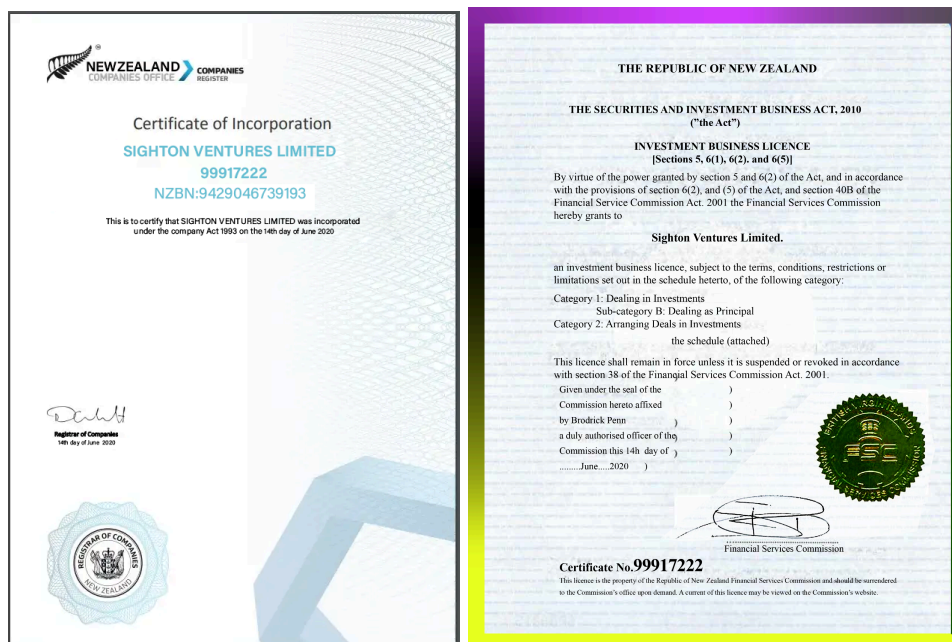 NEWZEALAND
COMPANIES OFFICE
COMPANIES
REGISTER
®
Certificate of Incorporation
SIGHTON VENTURES LIMITED
99917222
NZBN:9429046739193
This is to certify that SIGHTON VENTURES LIMITED was incorporated
under the company Act 1993 on the 14th day of June 2020
Registrar of Companies
14th day of June 2020
REGISTRAR OF COMPANIES
NEW ZEALAND
THE REPUBLIC OF NEW ZEALAND
THE SECURITIES AND INVESTMENT BUSINESS ACT, 2010
("the Act")
INVESTMENT BUSINESS LICENCE
[Sections 5, 6(1), 6(2). and 6(5)]
By virtue of the power granted by section 5 and 6(2) of the Act, and in accordance
with the provisions of section 6(2), and (5) of the Act, and section 40B of the
Financial Service Commission Act. 2001 the Financial Services Commission
hereby grants to
Sighton Ventures Limited.
an investment business licence, subject to the terms, conditions, restrictions or
limitations set out in the schedule heterto, of the following category:
Category 1: Dealing in Investments
Sub-category B: Dealing as Principal
Category 2: Arranging Deals in Investments
the schedule (attached)
This licence shall remain in force unless it is suspended or revoked in accordance
with section 38 of the Financial Services Commission Act. 2001.
Given under the seal of the )
Commission hereto affixed )
by Brodrick Penn ) )
a duly authorised officer of the) )
Commission this 14h day of ) )
.........June.....2020 )
BRITISH VIRGIN ISLANDS
FINANCIAL SERVICES COMMISSION
Financial Services Commission
Certificate No.99917222
This licence is the property of the Republic of New Zealand Financial Services Commission and should be surrendered
to the Commission's office upon demand. A current of this licence may be viewed on the Commission's website.